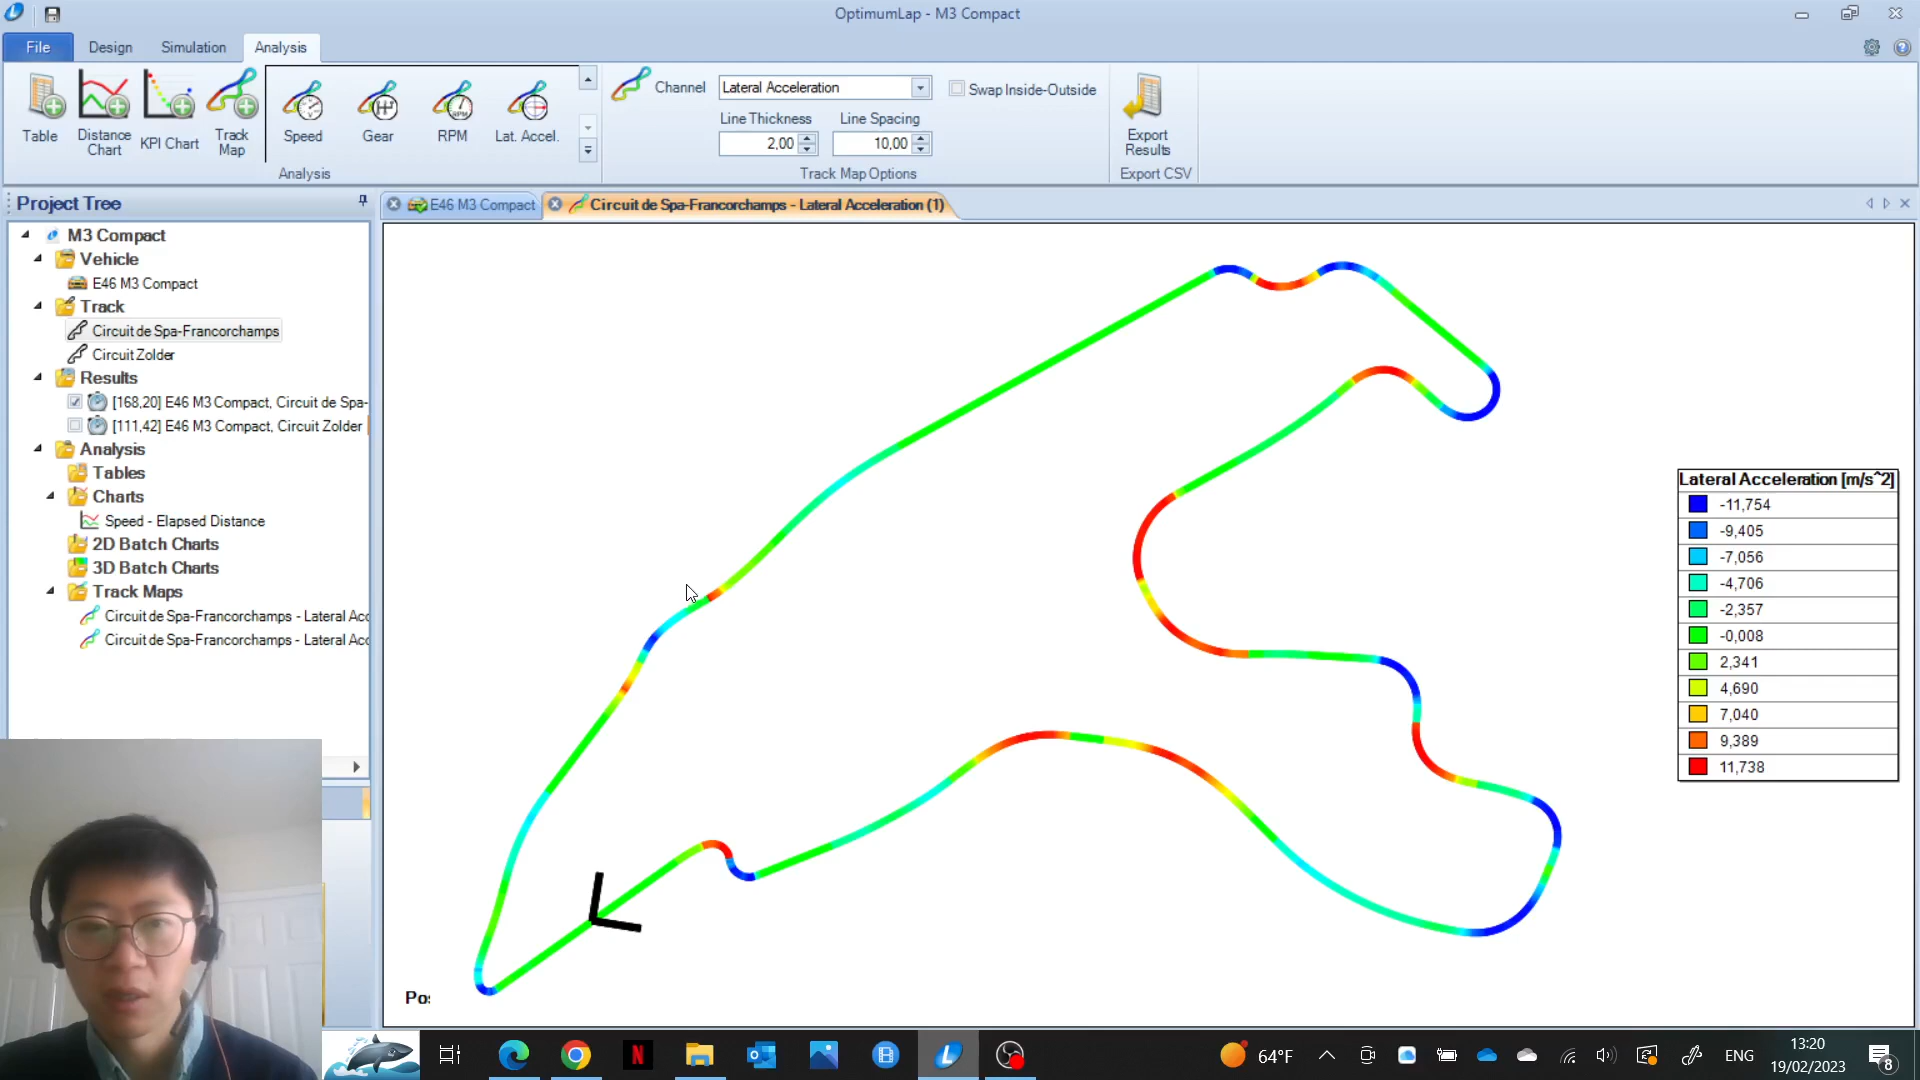 OptimumLap - M3 Compact
File
Design
Simulation
Analysis
Table
Distance
Chart
KPI Chart
Track
Map
Speed
Gear
RPM
Lat. Accel.
Analysis
Channel
Lateral Acceleration
Swap Inside-Outside
Line Thickness
Line Spacing
2,00
10,00
Track Map Options
Export
Results
Export CSV
Project Tree
E46 M3 Compact
Circuit de Spa-Francorchamps - Lateral Acceleration (1)
M3 Compact
Vehicle
E46 M3 Compact
Track
Circuit de Spa-Francorchamps
Circuit Zolder
Results
[168,20] E46 M3 Compact, Circuit de Spa-
[111,42] E46 M3 Compact, Circuit Zolder
Analysis
Tables
Charts
Speed - Elapsed Distance
2D Batch Charts
3D Batch Charts
Track Maps
Circuit de Spa-Francorchamps - Lateral Acc
Circuit de Spa-Francorchamps - Lateral Acc
Lateral Acceleration [m/s^2]
-11,754
-9,405
-7,056
-4,706
-2,357
-0,008
2,341
4,690
7,040
9,389
11,738
Pos
64°F
ENG
13:20
19/02/2023
8